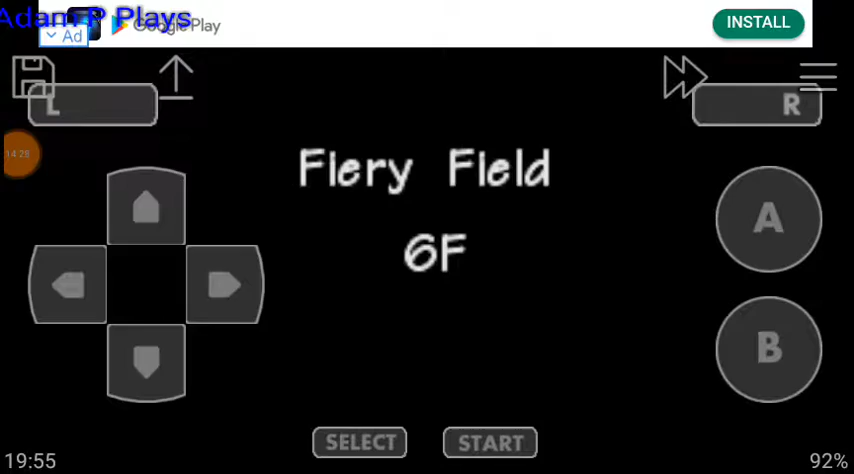 Adam P Plays
Google Play
Ad
INSTALL
L
R
14:28
Fiery Field
6F
A
B
SELECT
START
19:55
92%